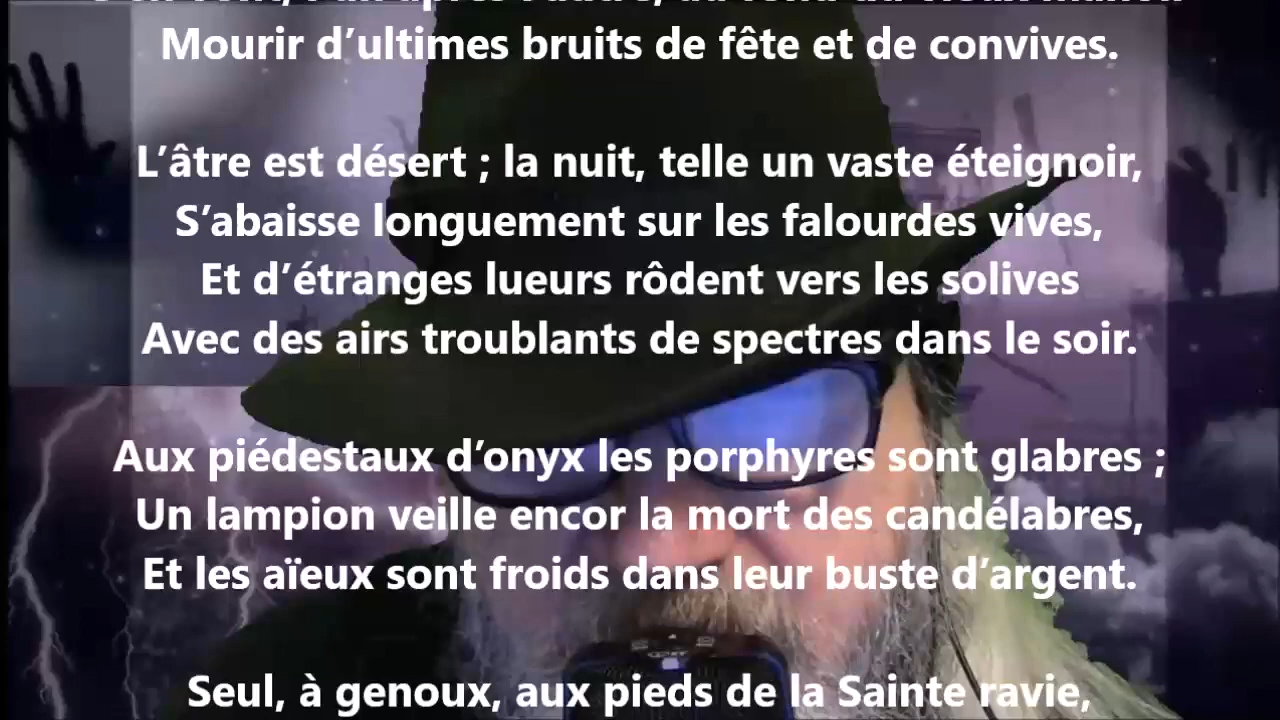 Mourir d’ultimes bruits de fête et de convives.
L’âtre est désert ; la nuit, telle un vaste éteignoir,
S’abaisse longuement sur les falourdes vives,
Et d’étranges lueurs rôdent vers les solives
Avec des airs troublants de spectres dans le soir.
Aux piédestaux d’onyx les porphyres sont glabres ;
Un lampion veille encor la mort des candélabres,
Et les aïeux sont froids dans leur buste d’argent.
Seul, à genoux, aux pieds de la Sainte ravie,